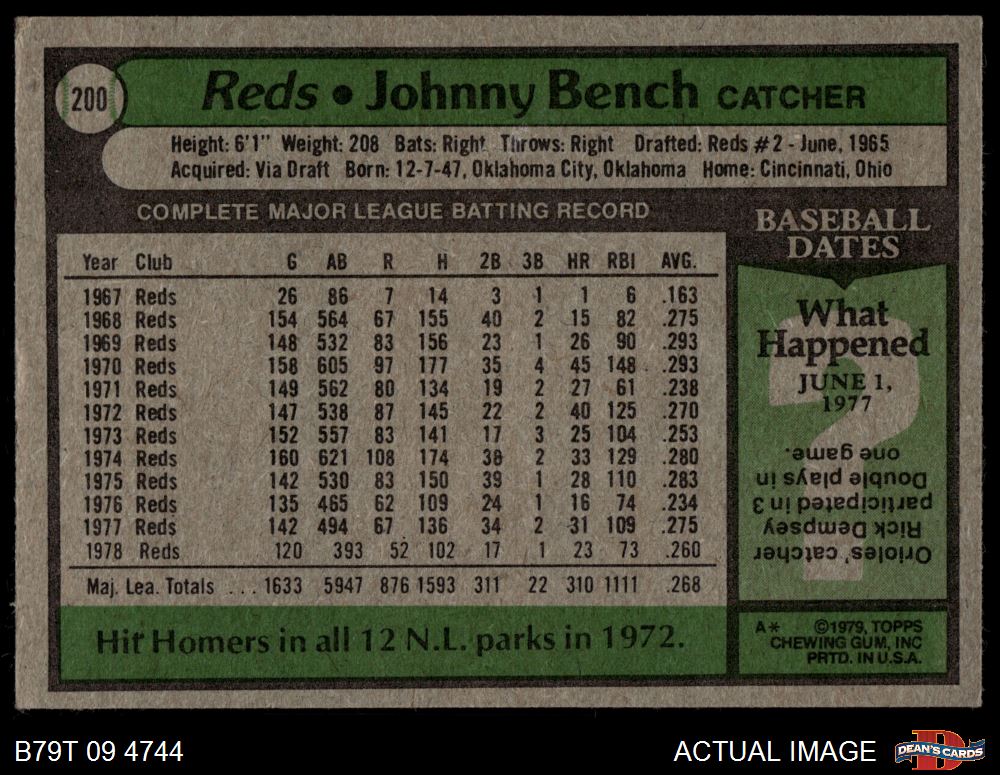 200
Reds • Johnny Bench CATCHER
Height: 6'1" Weight: 208 Bats: Right Throws: Right Drafted: Reds #2 - June, 1965
Acquired: Via Draft Born: 12-7-47, Oklahoma City, Oklahoma Home: Cincinnati, Ohio
COMPLETE MAJOR LEAGUE BATTING RECORD
Year Club G AB R H 2B 3B HR RBI AVG.
1967 Reds 26 86 7 14 3 1 1 6 .163
1968 Reds 154 564 67 155 40 2 15 82 .275
1969 Reds 148 532 83 156 23 1 26 90 .293
1970 Reds 158 605 97 177 35 4 45 148 .293
1971 Reds 149 562 80 134 19 2 27 61 .238
1972 Reds 147 538 87 145 22 2 40 125 .270
1973 Reds 152 557 83 141 17 3 25 104 .253
1974 Reds 160 621 108 174 38 2 33 129 .280
1975 Reds 142 530 83 150 39 1 28 110 .283
1976 Reds 135 465 62 109 24 1 16 74 .234
1977 Reds 142 494 67 136 34 2 31 109 .275
1978 Reds 120 393 52 102 17 1 23 73 .260
Maj. Lea. Totals ... 1633 5947 876 1593 311 22 310 1111 .268
Hit Homers in all 12 N.L. parks in 1972.
BASEBALL
DATES
What
Happened
JUNE 1,
1977
?
Orioles' catcher
Rick Dempsey
participated in 3
Double plays in
one game.
A* ©1979, TOPPS
CHEWING GUM, INC
PRTD. IN U.S.A.
B79T 09 4744
ACTUAL IMAGE
D
DEAN'S CARDS